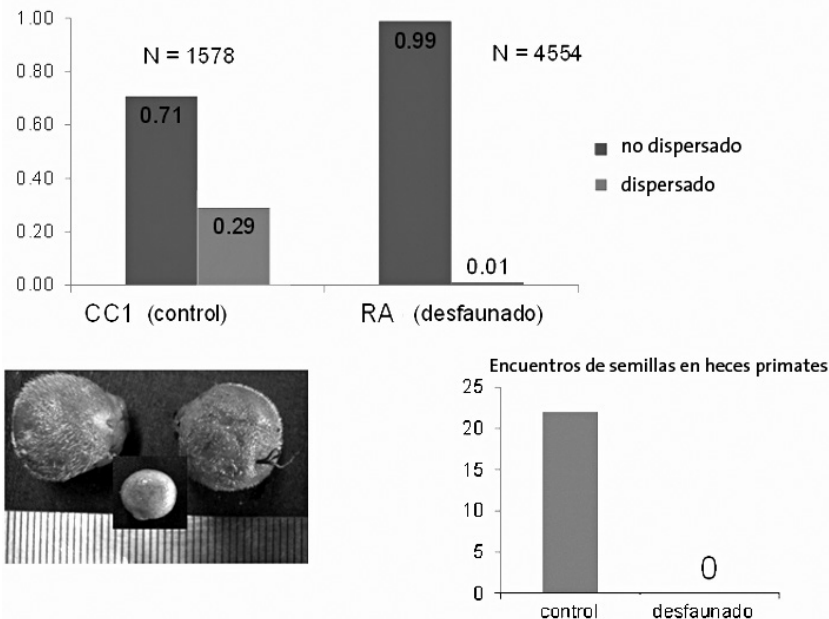 1.00
0.80
0.60
0.40
0.20
0.00
N = 1578
N = 4554
0.71
0.29
0.99
0.01
no dispersado
dispersado
CC1 (control)
RA (desfaunado)
Encuentros de semillas en heces primates
25
20
15
10
5
0
0
control
desfaunado